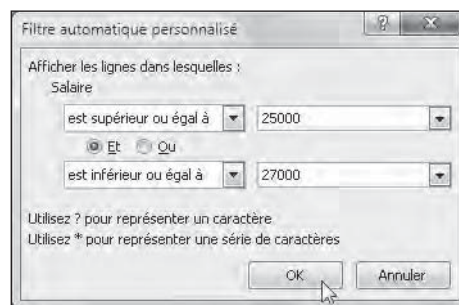 Filtre automatique personnalisé
Afficher les lignes dans lesquelles :
Salaire
est supérieur ou égal à 25000
Et Ou
est inférieur ou égal à 27000
Utilisez ? pour représenter un caractère
Utilisez * pour représenter une série de caractères
OK Annuler